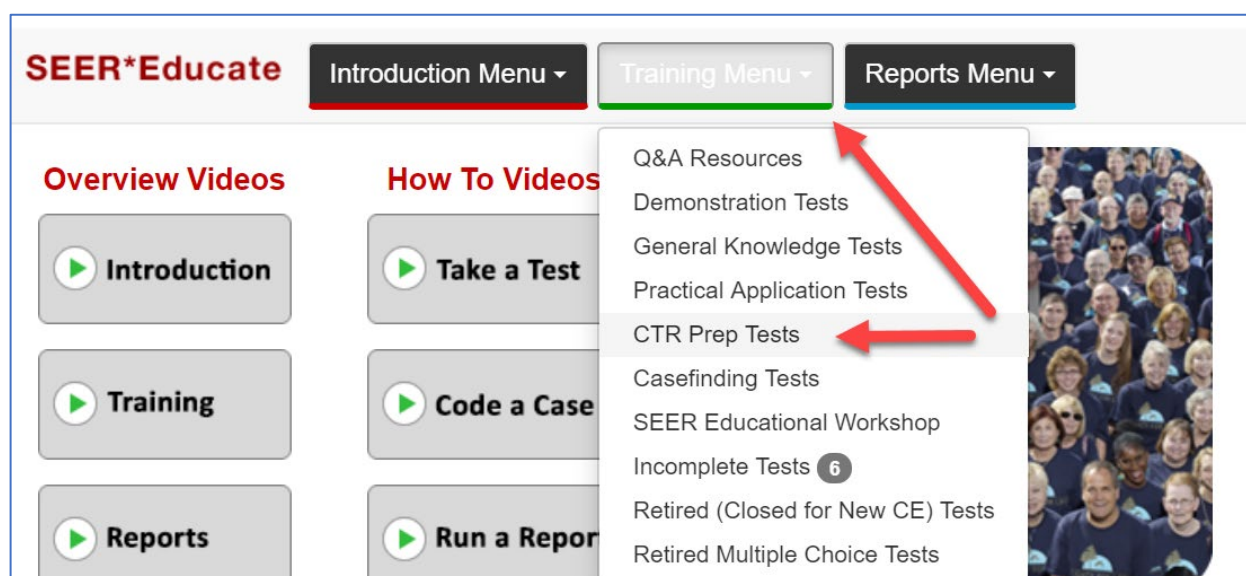 SEER*Educate
Introduction Menu
Training Menu
Reports Menu
Overview Videos
Introduction
Training
Reports
How To Videos
Take a Test
Code a Case
Run a Repor
Q&A Resources
Demonstration Tests
General Knowledge Tests
Practical Application Tests
CTR Prep Tests
Casefinding Tests
SEER Educational Workshop
Incomplete Tests 6
Retired (Closed for New CE) Tests
Retired Multiple Choice Tests